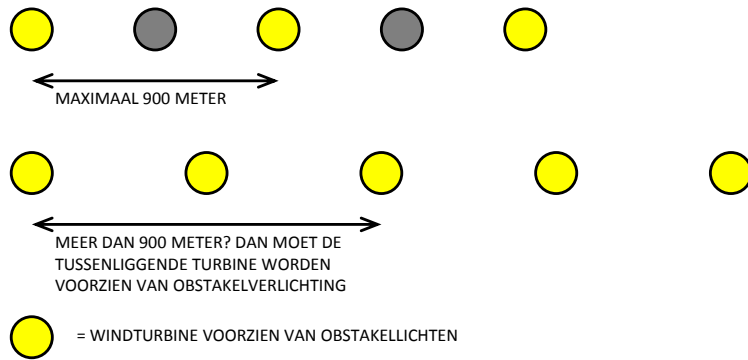 MAXIMAAL 900 METER
MEER DAN 900 METER? DAN MOET DE
TUSSENLIGGENDE TURBINE WORDEN
VOORZIEN VAN OBSTAKELVERLICHTING
= WINDTURBINE VOORZIEN VAN OBSTAKELLICHTEN